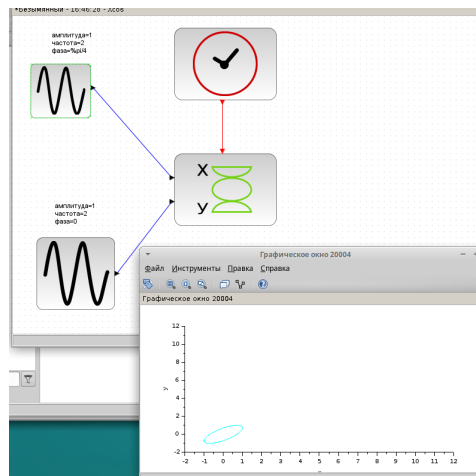 *Безымянный - 16:46:28 - Xcos
амплитуда=1
частота=2
фаза=%pi/4
X
У
амплитуда=1
частота=2
фаза=0
Графическое окно 20004
Файл Инструменты Правка Справка
Графическое окно 20004
12
10
8
6
4
2
0
-2
y
-2 -1 0 1 2 3 4 5 6 7 8 9 10 11 12